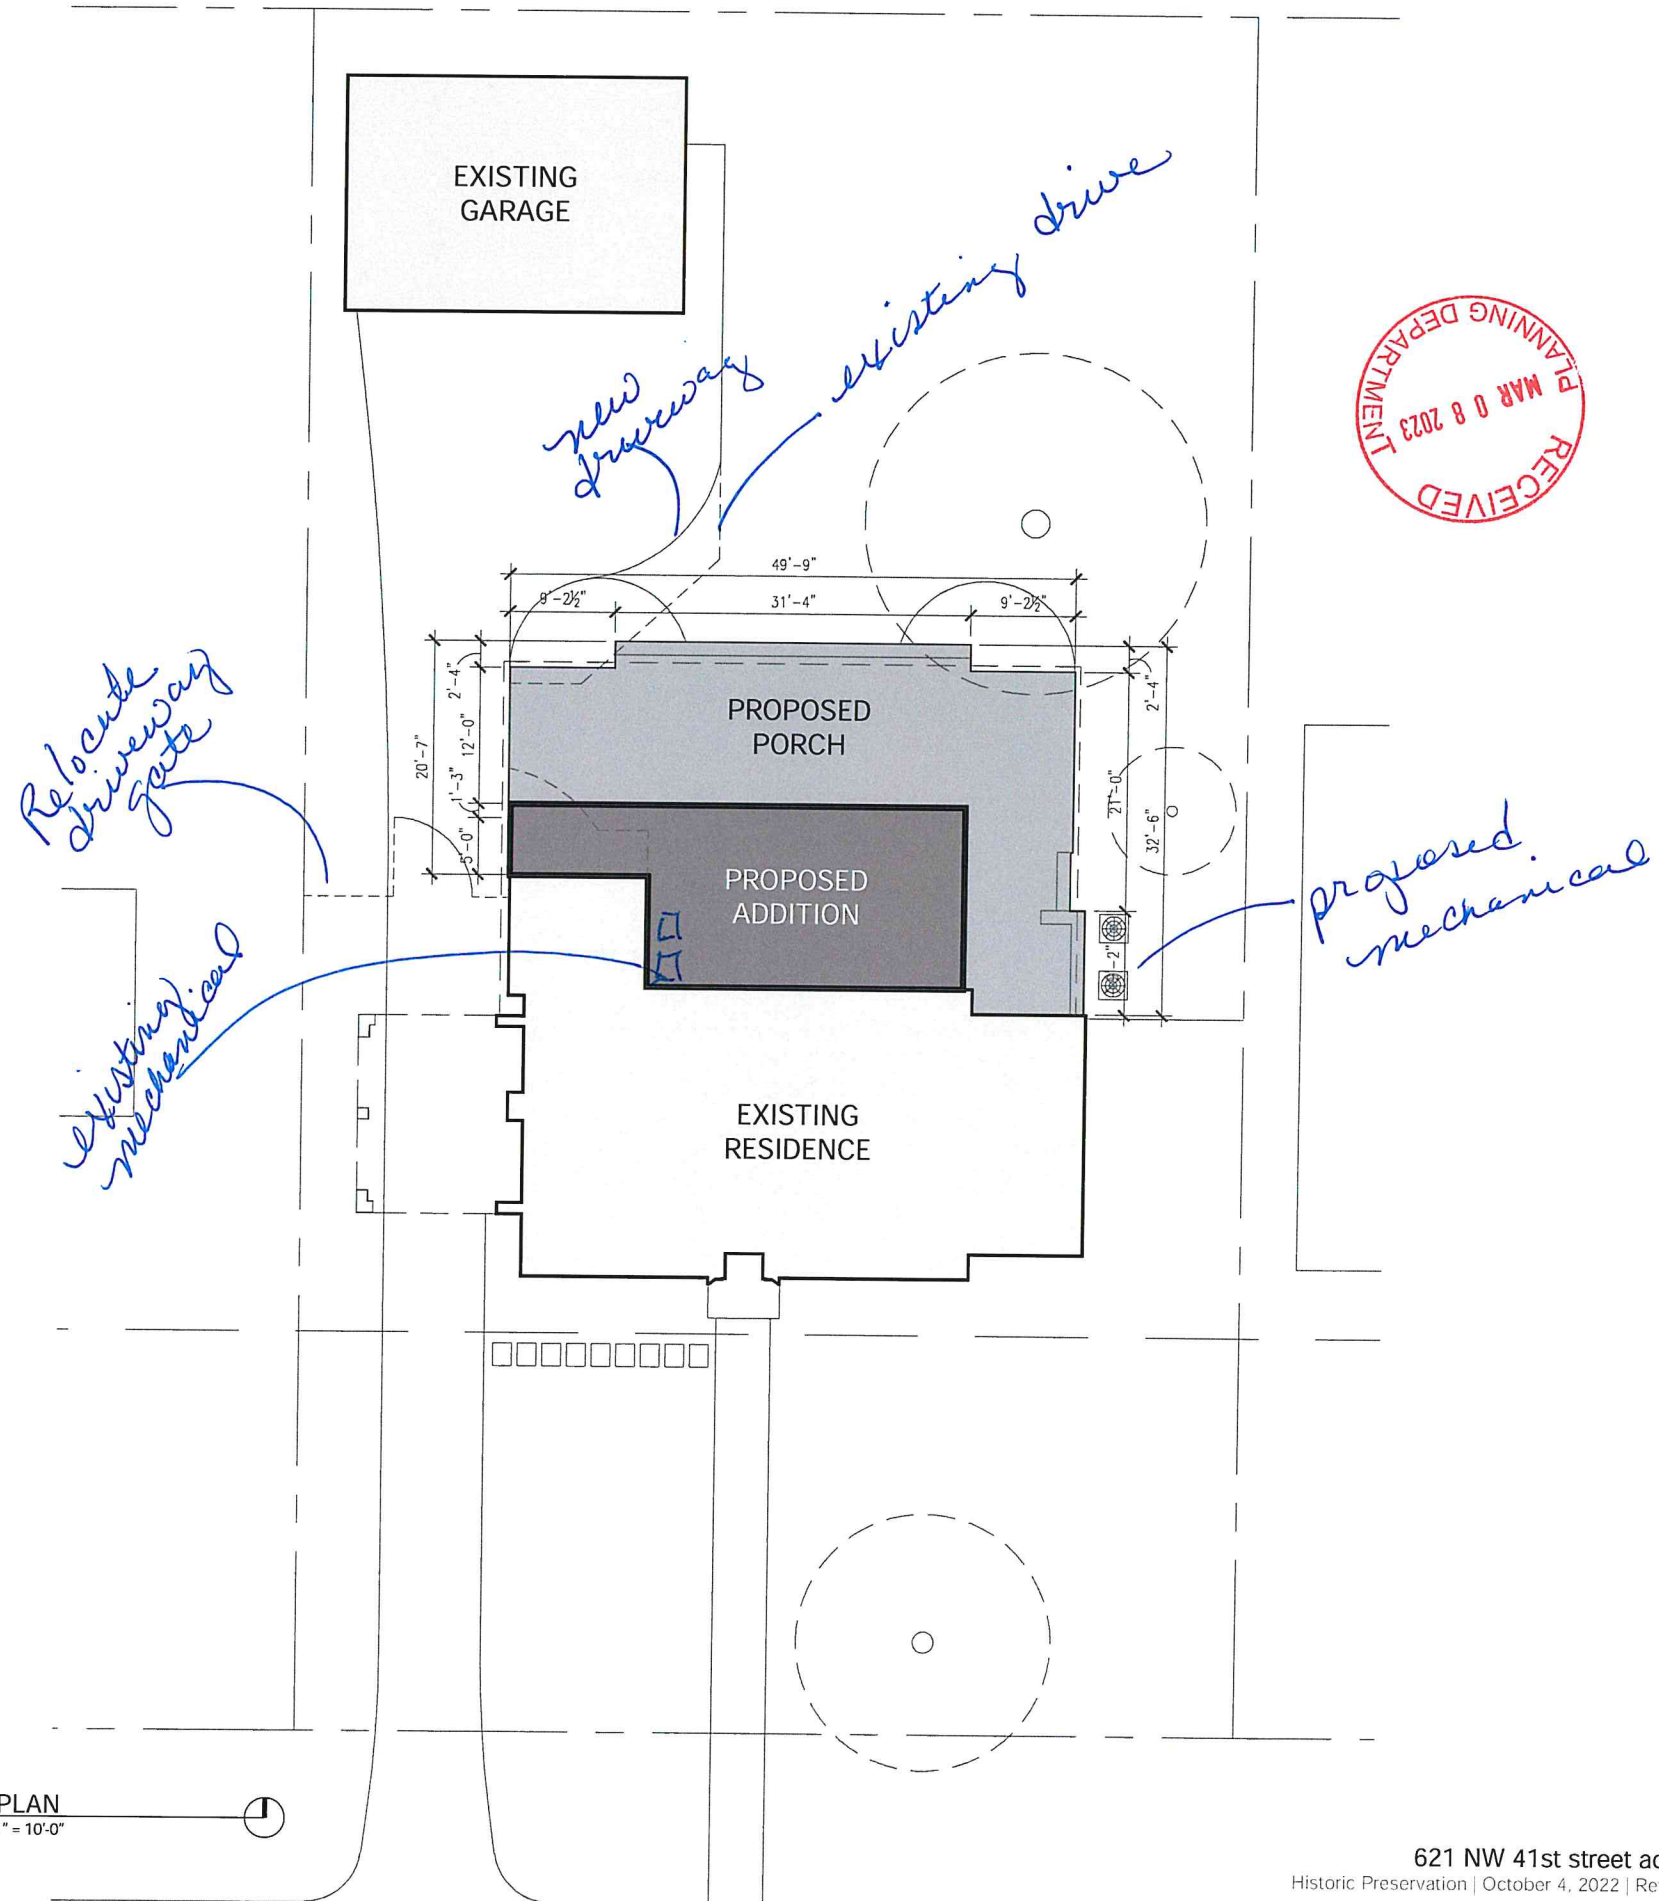 EXISTING
GARAGE
existing drive
new
driveway
PLANNING DEPARTMENT
MAR 08 2023
RECEIVED
49'-9"
9'-2½"
31'-4"
9'-2½"
2'-4"
12'-0"
20'-7"
1'-3"
5'-0"
PROPOSED
PORCH
2'-4"
21'-0"
32'-6"
Relocate
driveway
gate
PROPOSED
ADDITION
-2"
proposed
mechanical
existing
mechanical
EXISTING
RESIDENCE
PLAN
" = 10'-0"
621 NW 41st street ad
Historic Preservation | October 4, 2022 | Re